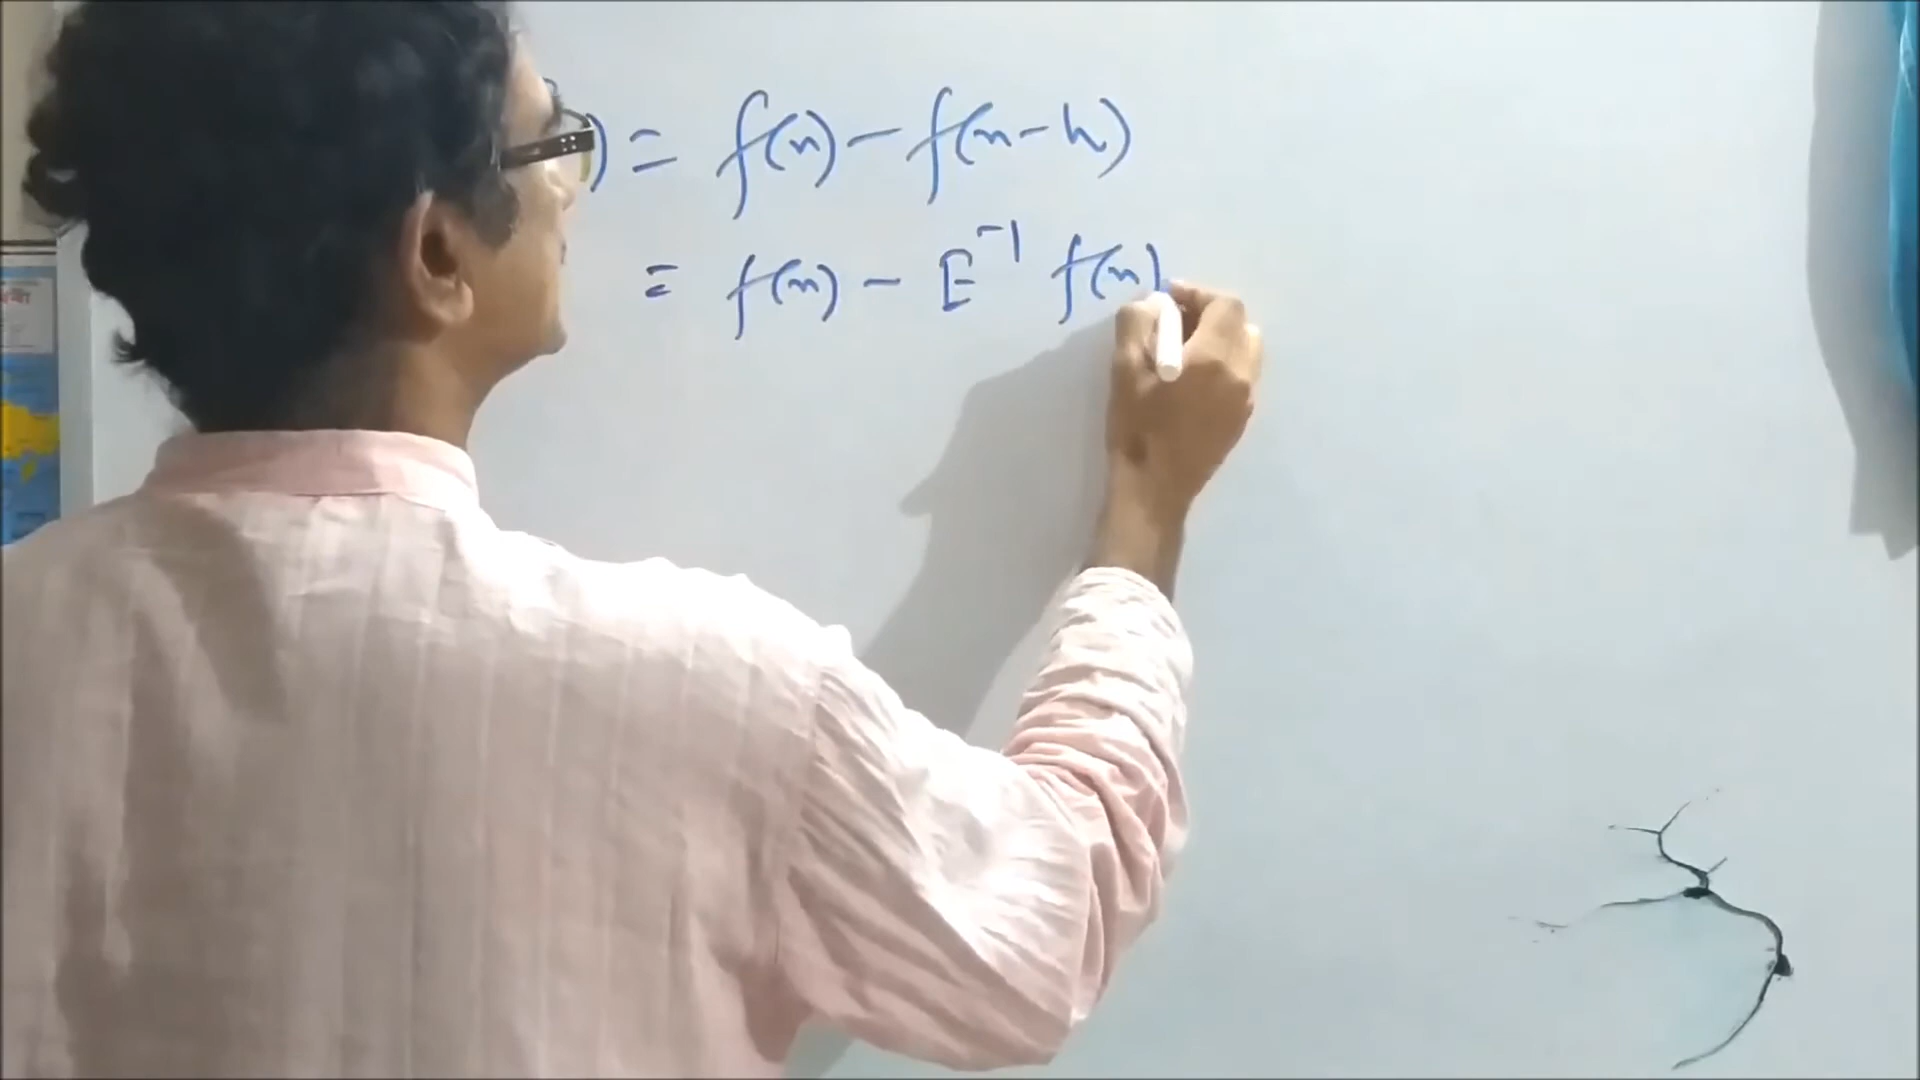 ) = f(x) - f(x-h)
= f(x) - E⁻¹ f(x)